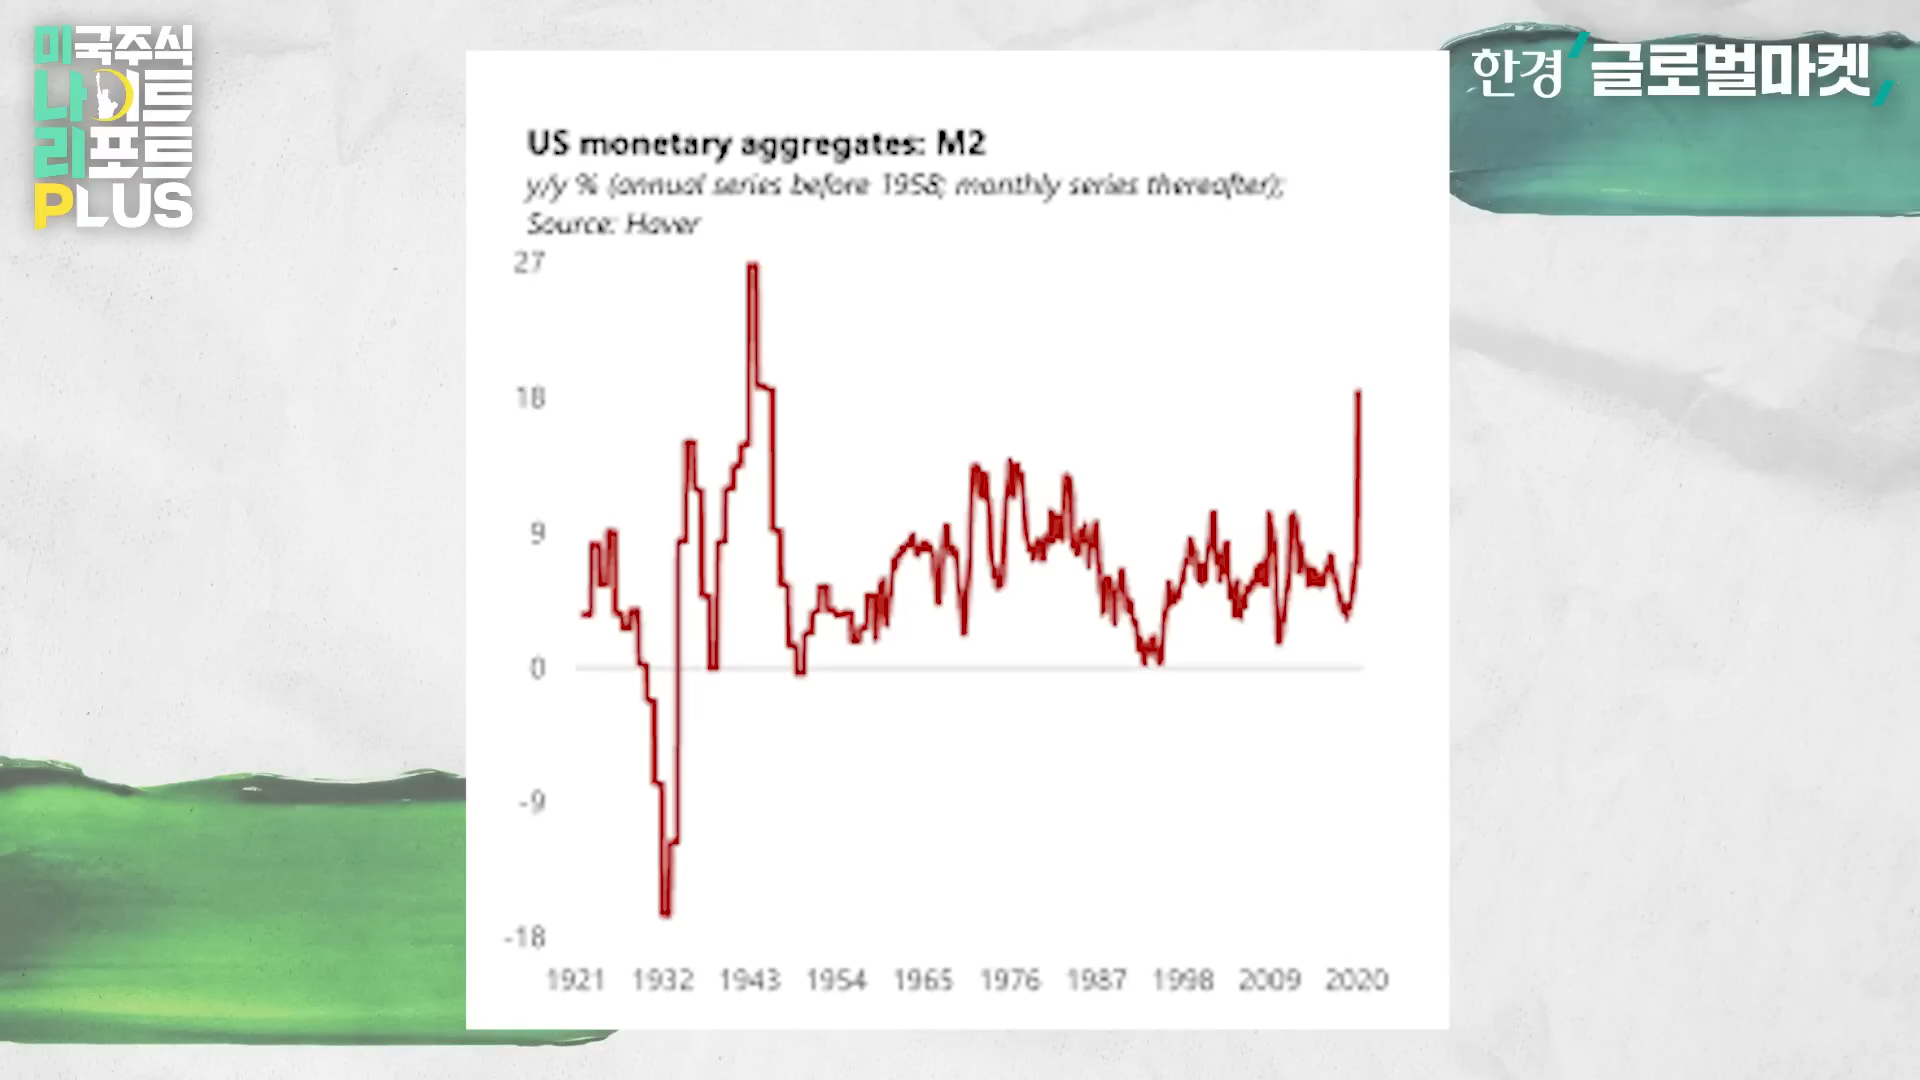 미국주식
나이트
리포트
PLUS
한경 글로벌마켓
US monetary aggregates: M2
y/y % (annual series before 1958; monthly series thereafter);
Source: Haver
27
18
9
0
-9
-18
1921 1932 1943 1954 1965 1976 1987 1998 2009 2020